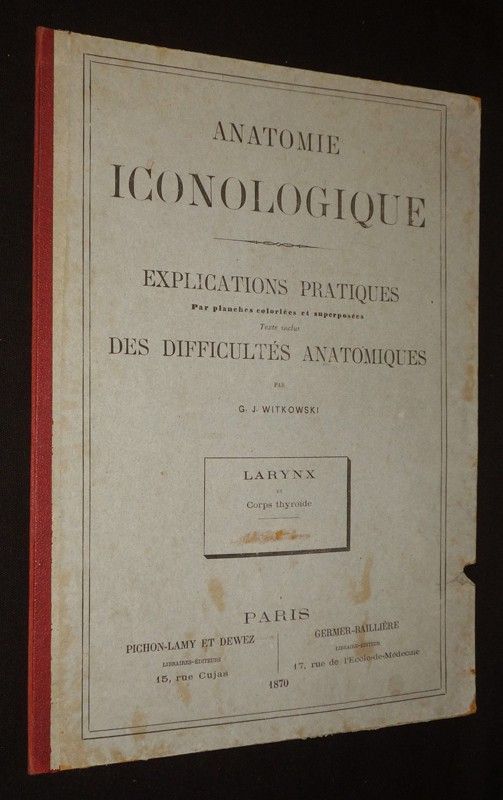 ANATOMIE
ICONOLOGIQUE
EXPLICATIONS PRATIQUES
Par planches coloriées et superposées
Texte inclus
DES DIFFICULTÉS ANATOMIQUES
PAR
G. J. WITKOWSKI
LARYNX
ET
Corps thyroïde
PARIS
PICHON-LAMY ET DEWEZ
LIBRAIRES-ÉDITEURS
15, rue Cujas
GERMER-BAILLIÈRE
LIBRAIRE-ÉDITEUR
17, rue de l'Ecole-de-Médecine
1870